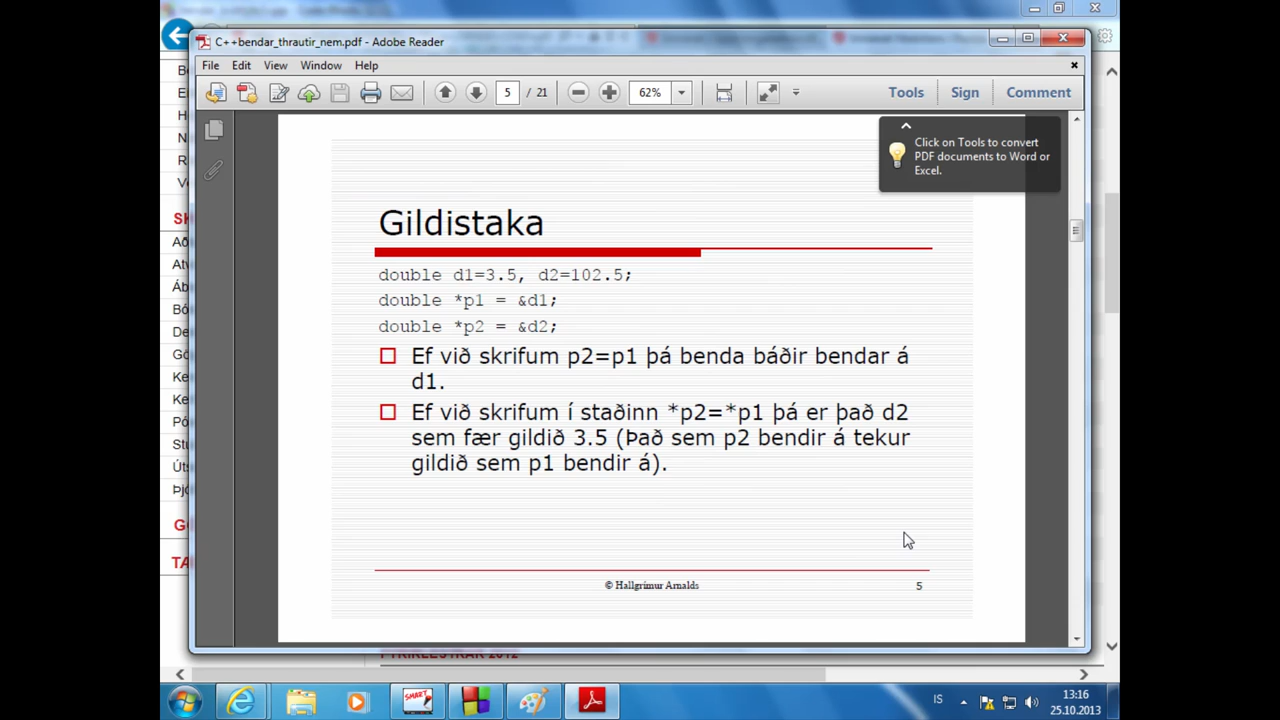 C++bendar_thrautir_nem.pdf - Adobe Reader
File Edit View Window Help
5 / 21 62% Tools Sign Comment
Click on Tools to convert
PDF documents to Word or
Excel.
Gildistaka
double d1=3.5, d2=102.5;
double *p1 = &d1;
double *p2 = &d2;
Ef við skrifum p2=p1 þá benda báðir bendar á
d1.
Ef við skrifum í staðinn *p2=*p1 þá er það d2
sem fær gildið 3.5 (Það sem p2 bendir á tekur
gildið sem p1 bendir á).
© Hallgrímur Arnalds 5
SMART
IS 13:16
25.10.2013